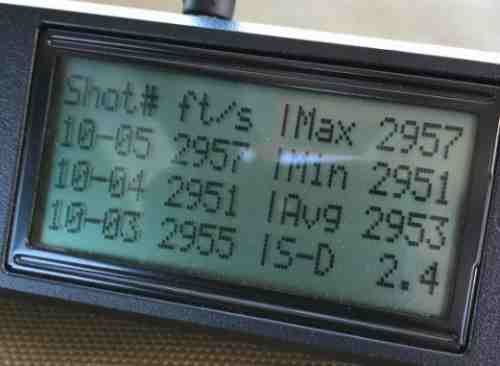 Shot# ft/s |Max 2957
10-05 2957 |Min 2951
10-04 2951 |Avg 2953
10-03 2955 |S-D 2.4